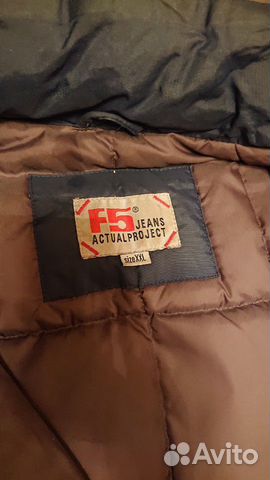 F5 JEANS
ACTUALPROJECT
size XXL
Avito